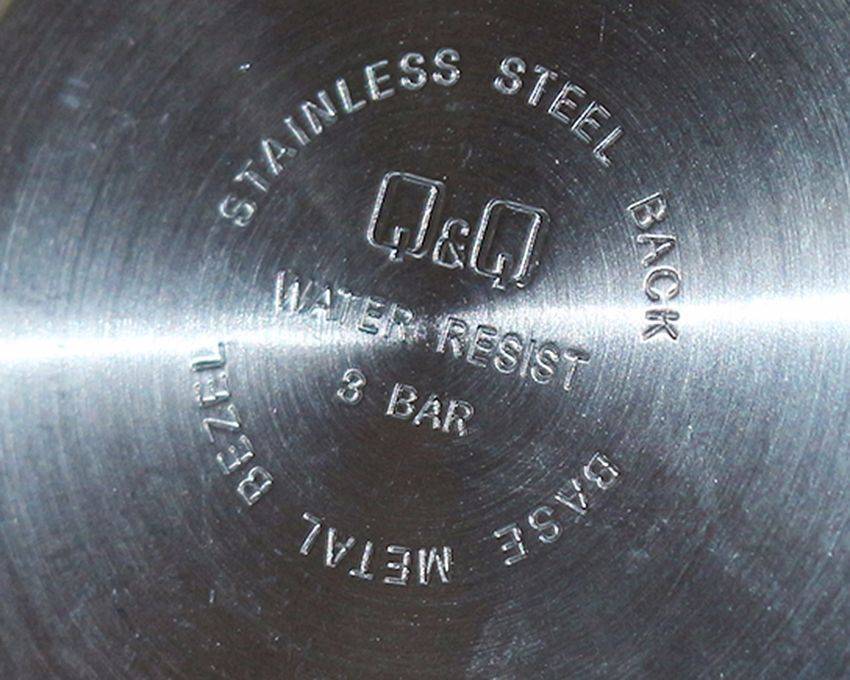 STAINLESS STEEL BACK
Q&Q
WATER RESIST
3 BAR
BASE METAL BEZEL